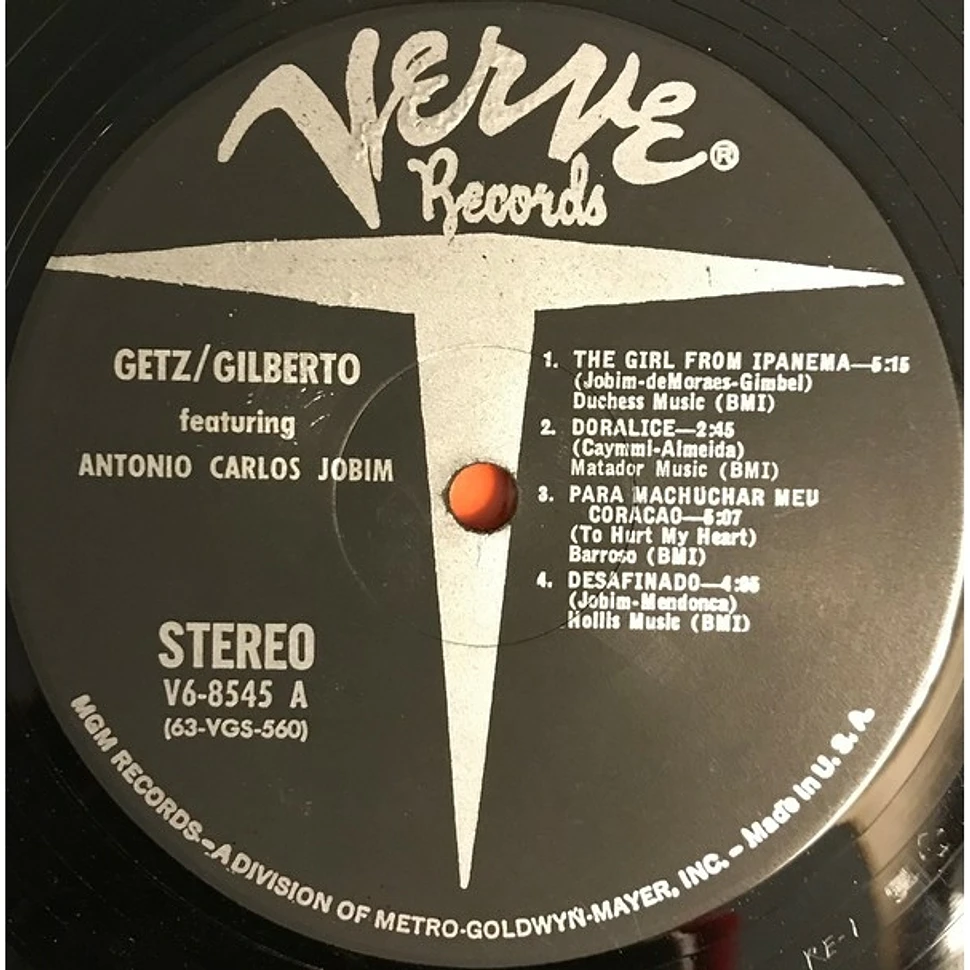 Verve ®
Records
GETZ/GILBERTO
featuring
ANTONIO CARLOS JOBIM
1. THE GIRL FROM IPANEMA—5:15
(Jobim-deMoraes-Gimbel)
Duchess Music (BMI)
2. DORALICE—2:45
(Caymmi-Almeida)
Matador Music (BMI)
3. PARA MACHUCHAR MEU
CORACAO—5:07
(To Hurt My Heart)
Barroso (BMI)
4. DESAFINADO—4:05
(Jobim-Mendonca)
Hollis Music (BMI)
STEREO
V6-8545 A
(63-VGS-560)
MGM RECORDS–A DIVISION OF METRO-GOLDWYN-MAYER, INC. – Made in U. S. A.
RE-1